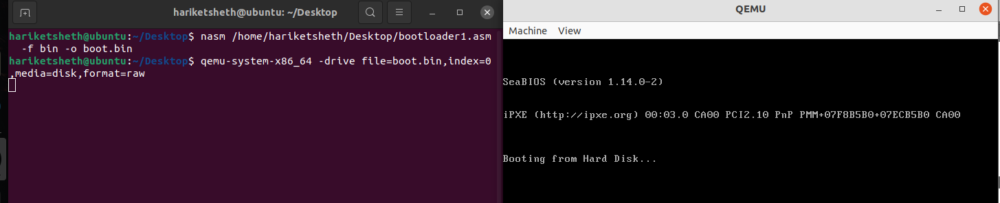 hariketsheth@ubuntu: ~/Desktop
hariketsheth@ubuntu:~/Desktop$ nasm /home/hariketsheth/Desktop/bootloader1.asm
-f bin -o boot.bin
hariketsheth@ubuntu:~/Desktop$ qemu-system-x86_64 -drive file=boot.bin,index=0
,media=disk,format=raw
QEMU
Machine View
SeaBIOS (version 1.14.0-2)
iPXE (http://ipxe.org) 00:03.0 CA00 PCI2.10 PnP PMM+07F8B5B0+07ECB5B0 CA00
Booting from Hard Disk...